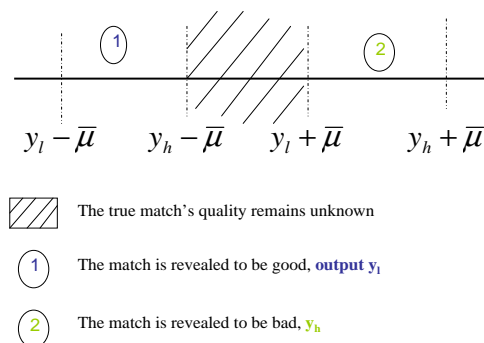 1
2
y_l − μ̄ y_h − μ̄ y_l + μ̄ y_h + μ̄
The true match's quality remains unknown
1 The match is revealed to be good, output y_l
2 The match is revealed to be bad, y_h